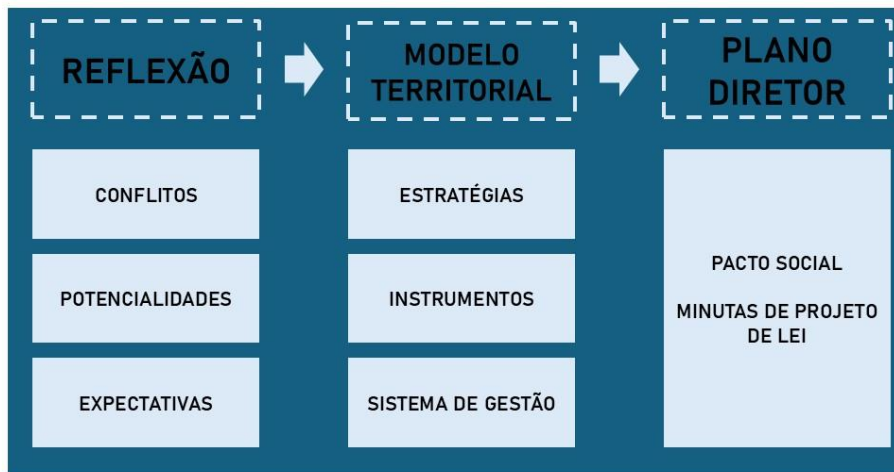 REFLEXÃO
MODELO
TERRITORIAL
PLANO
DIRETOR
CONFLITOS
POTENCIALIDADES
EXPECTATIVAS
ESTRATÉGIAS
INSTRUMENTOS
SISTEMA DE GESTÃO
PACTO SOCIAL
MINUTAS DE PROJETO
DE LEI